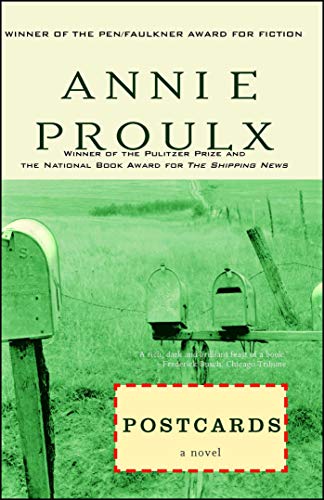 WINNER OF THE PEN/FAULKNER AWARD FOR FICTION
ANNIE
PROULX
WINNER OF THE PULITZER PRIZE AND
THE NATIONAL BOOK AWARD FOR THE SHIPPING NEWS
"A rich, dark and brilliant feast of a book."
- Frederick Busch, Chicago Tribune
POSTCARDS
a novel